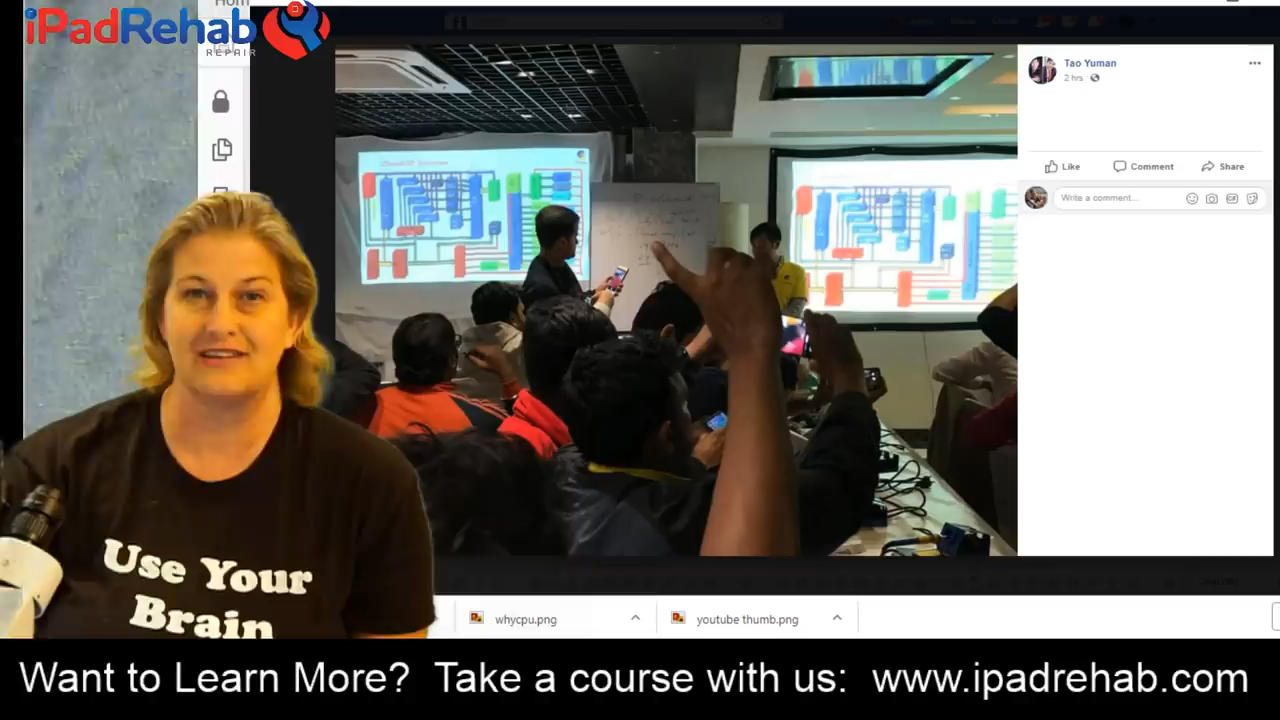 Hom
iPadRehab
REPAIR
Tao Yuman
2 hrs
Like
Comment
Share
Write a comment...
Use Your
Brain
whycpu.png
youtube thumb.png
Want to Learn More? Take a course with us: www.ipadrehab.com